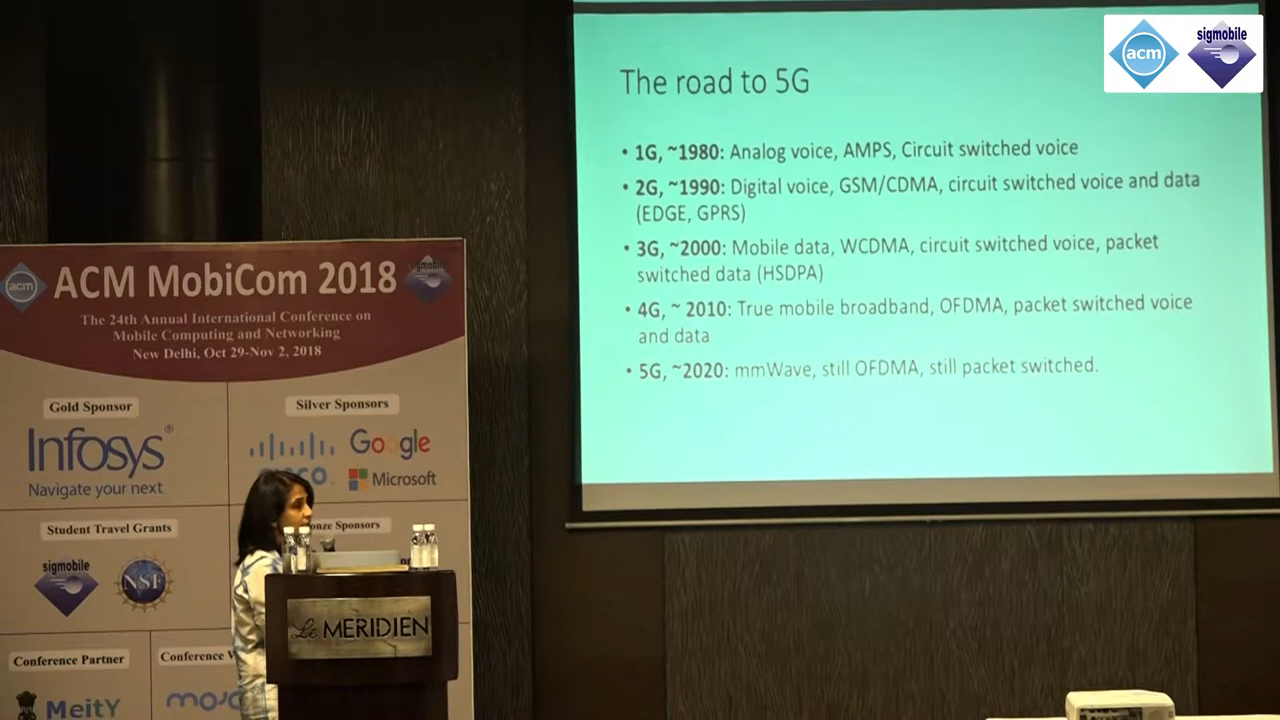 The road to 5G
• 1G, ~1980: Analog voice, AMPS, Circuit switched voice
• 2G, ~1990: Digital voice, GSM/CDMA, circuit switched voice and data
(EDGE, GPRS)
• 3G, ~2000: Mobile data, WCDMA, circuit switched voice, packet
switched data (HSDPA)
• 4G, ~ 2010: True mobile broadband, OFDMA, packet switched voice
and data
• 5G, ~2020: mmWave, still OFDMA, still packet switched.
acm
sigmobile
acm
ACM MobiCom 2018
sigmobile
The 24th Annual International Conference on
Mobile Computing and Networking
New Delhi, Oct 29-Nov 2, 2018
Gold Sponsor
Silver Sponsors
Infosys®
Navigate your next
Google
Microsoft
Student Travel Grants
Sponsors
sigmobile
NSF
Le MERIDIEN
Conference Partner
Conference
MeitY